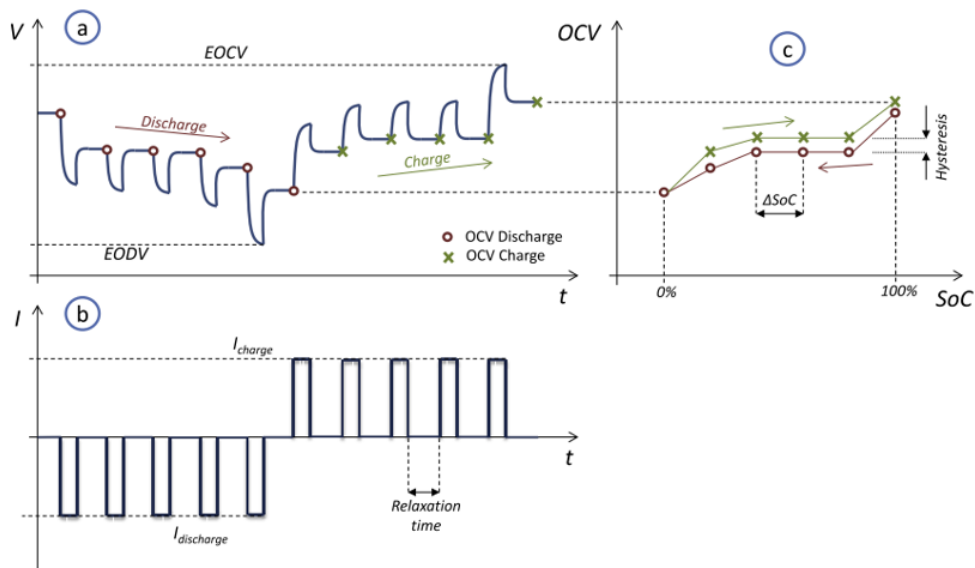 V
a
EOCV
Discharge
Charge
EODV
OCV Discharge
OCV Charge
t
OCV
c
Hysteresis
ΔSoC
0%
100%
SoC
I
b
Icharge
t
Relaxation
time
Idischarge